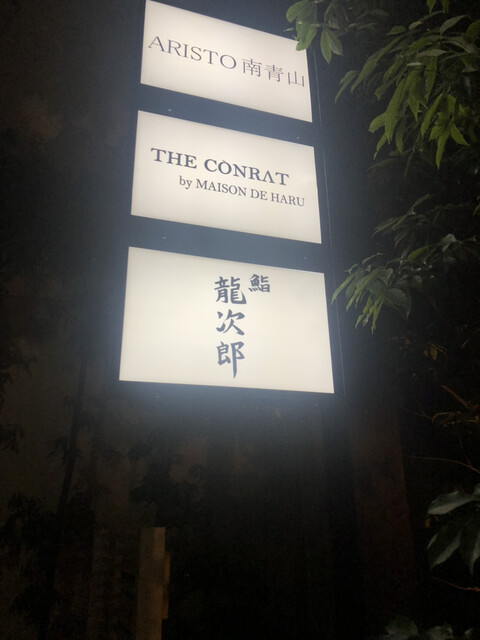 ARISTO 南青山
THE CONRAT
by MAISON DE HARU
鮨
龍次郎